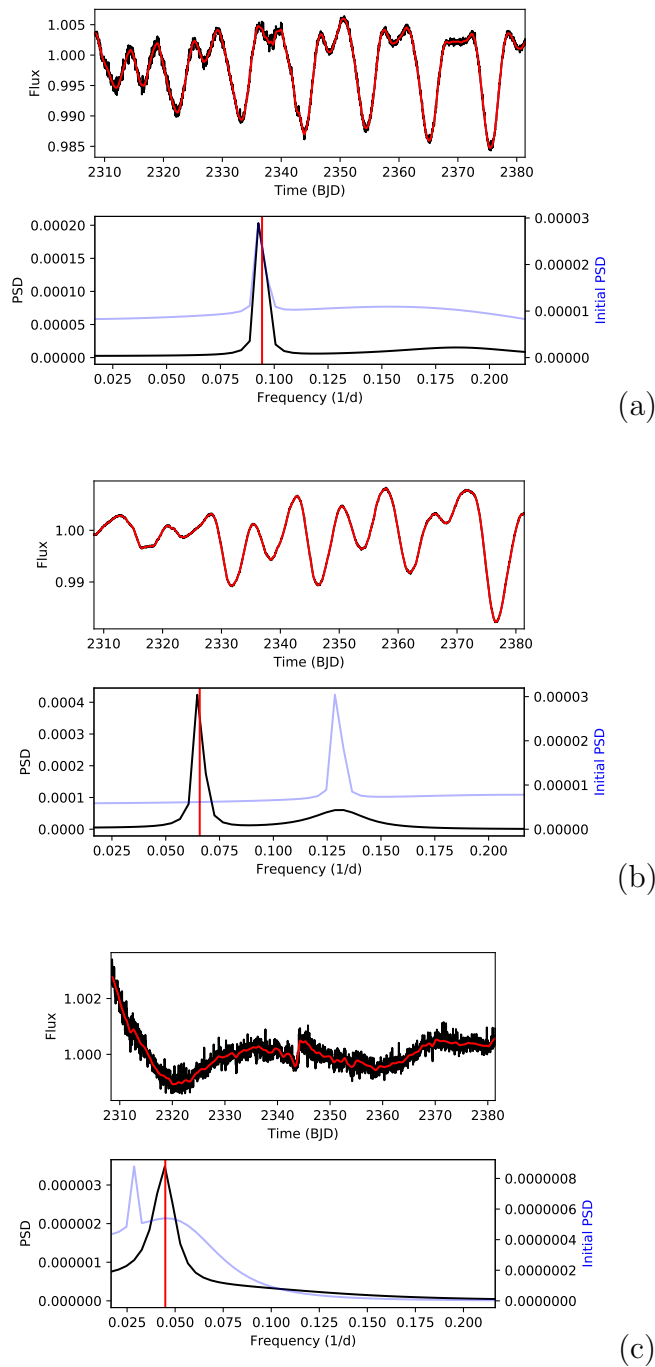 1.005
1.000
0.995
0.990
0.985
Flux
2310 2320 2330 2340 2350 2360 2370 2380
Time (BJD)
0.00020
0.00015
0.00010
0.00005
0.00000
PSD
0.00003
0.00002
0.00001
0.00000
Initial PSD
0.025 0.050 0.075 0.100 0.125 0.150 0.175 0.200
Frequency (1/d)
(a)
1.00
0.99
Flux
2310 2320 2330 2340 2350 2360 2370 2380
Time (BJD)
0.0004
0.0003
0.0002
0.0001
0.0000
PSD
0.00003
0.00002
0.00001
0.00000
Initial PSD
0.025 0.050 0.075 0.100 0.125 0.150 0.175 0.200
Frequency (1/d)
(b)
1.002
1.000
Flux
2310 2320 2330 2340 2350 2360 2370 2380
Time (BJD)
0.000003
0.000002
0.000001
0.000000
PSD
0.0000008
0.0000006
0.0000004
0.0000002
0.0000000
Initial PSD
0.025 0.050 0.075 0.100 0.125 0.150 0.175 0.200
Frequency (1/d)
(c)